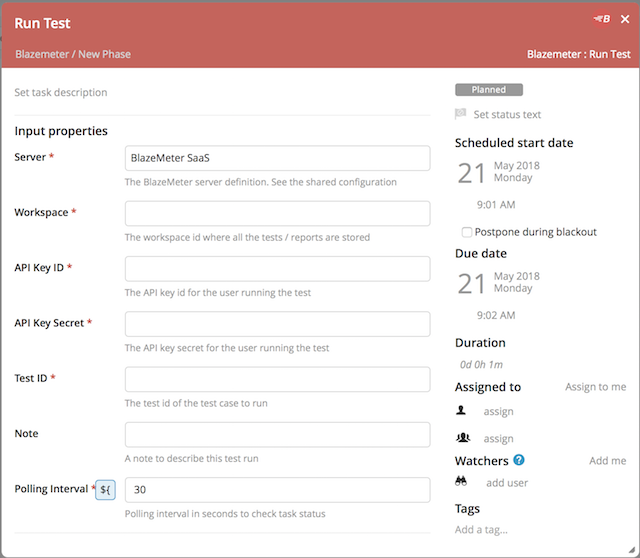 Run Test
B ×
Blazemeter / New Phase
Blazemeter : Run Test
Set task description
Input properties
Server *
BlazeMeter SaaS
The BlazeMeter server definition. See the shared configuration
Workspace *
The workspace id where all the tests / reports are stored
API Key ID *
The API key id for the user running the test
API Key Secret *
The API key secret for the user running the test
Test ID *
The test id of the test case to run
Note
A note to describe this test run
Polling Interval * ${
30
Polling interval in seconds to check task status
Planned
Set status text
Scheduled start date
21 May 2018
Monday
9:01 AM
Postpone during blackout
Due date
21 May 2018
Monday
9:02 AM
Duration
0d 0h 1m
Assigned to Assign to me
assign
assign
Watchers ? Add me
add user
Tags
Add a tag...